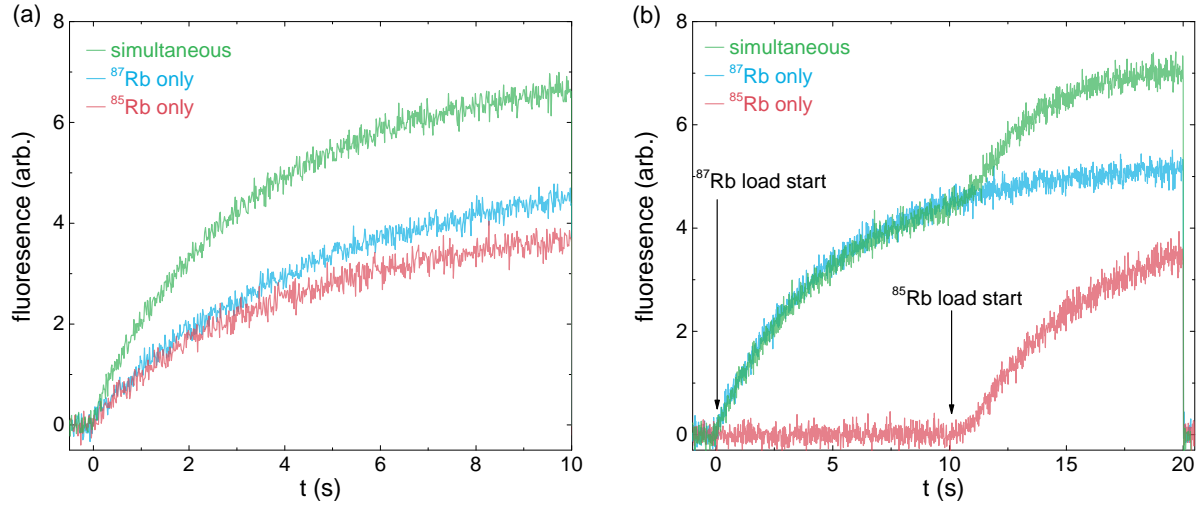 (a)
8
6
4
2
0
fluorescence (arb.)
simultaneous
⁸⁷Rb only
⁸⁵Rb only
0 2 4 6 8 10
t (s)
(b)
8
6
4
2
0
fluorescence (arb.)
simultaneous
⁸⁷Rb only
⁸⁵Rb only
⁸⁷Rb load start
⁸⁵Rb load start
0 5 10 15 20
t (s)